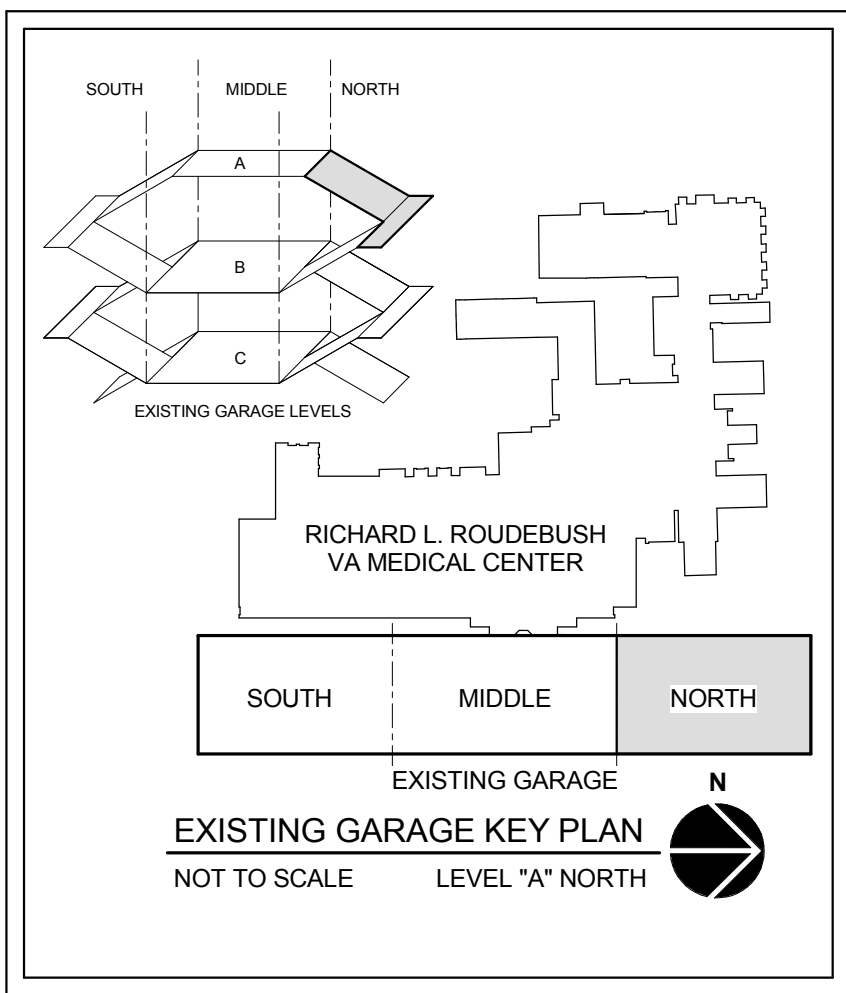 SOUTH MIDDLE NORTH
A
B
C
EXISTING GARAGE LEVELS
RICHARD L. ROUDEBUSH
VA MEDICAL CENTER
SOUTH MIDDLE NORTH
EXISTING GARAGE
N
EXISTING GARAGE KEY PLAN
NOT TO SCALE LEVEL "A" NORTH